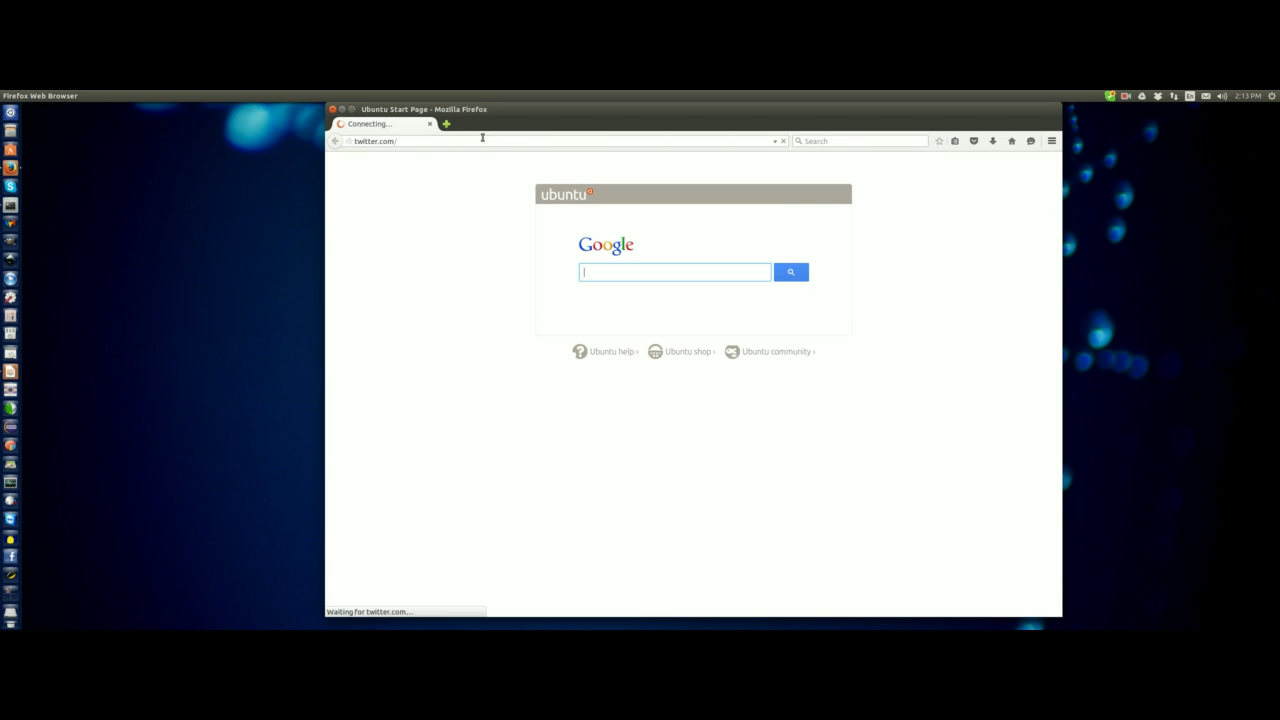 Firefox Web Browser
En
2:13 PM
Ubuntu Start Page - Mozilla Firefox
Connecting...
twitter.com/
Search
ubuntu
Google
Ubuntu help ›
Ubuntu shop ›
Ubuntu community ›
Waiting for twitter.com...